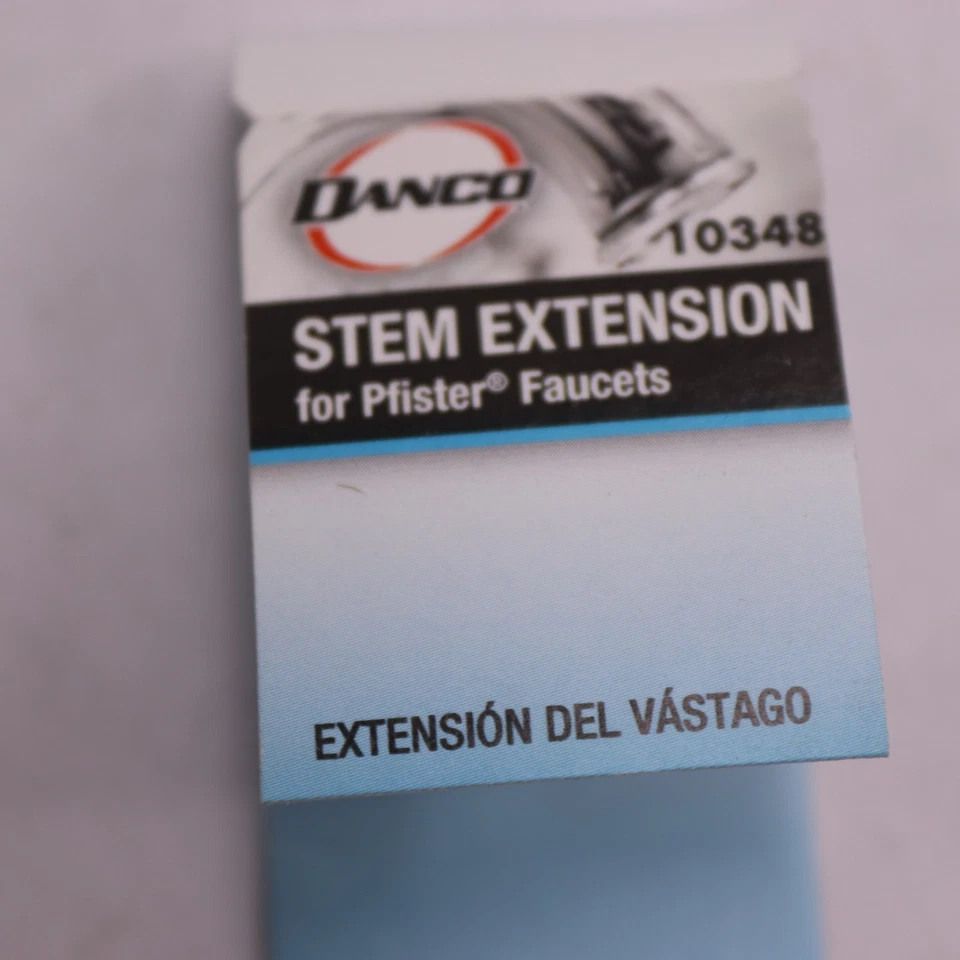 DANCO
10348
STEM EXTENSION
for Pfister® Faucets
EXTENSIÓN DEL VÁSTAGO